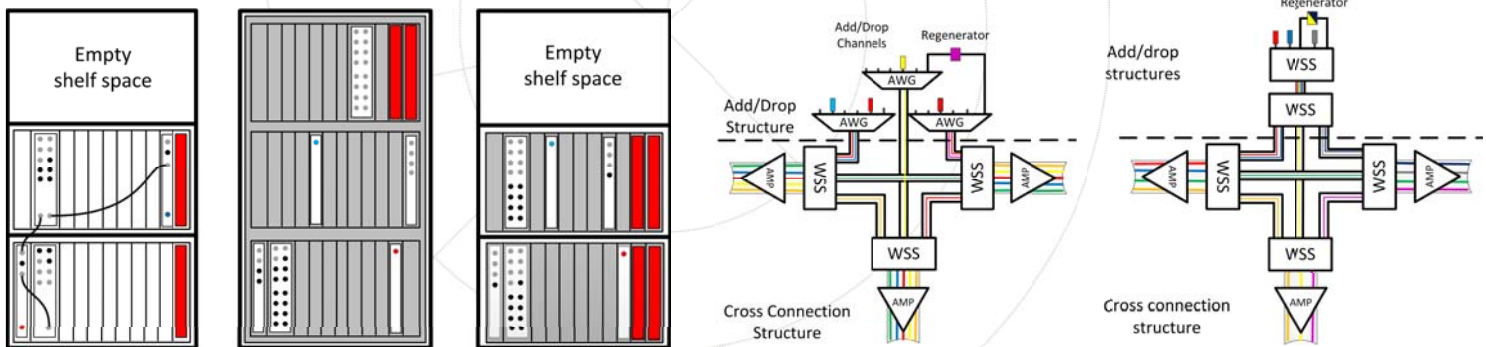 Empty
shelf space
Empty
shelf space
Add/Drop
Channels
Regenerator
AWG
Add/Drop
Structure
AWG
AWG
AMP
WSS
WSS
AMP
WSS
AMP
Cross Connection
Structure
Regenerator
Add/drop
structures
WSS
WSS
AMP
WSS
WSS
AMP
WSS
AMP
Cross connection
structure